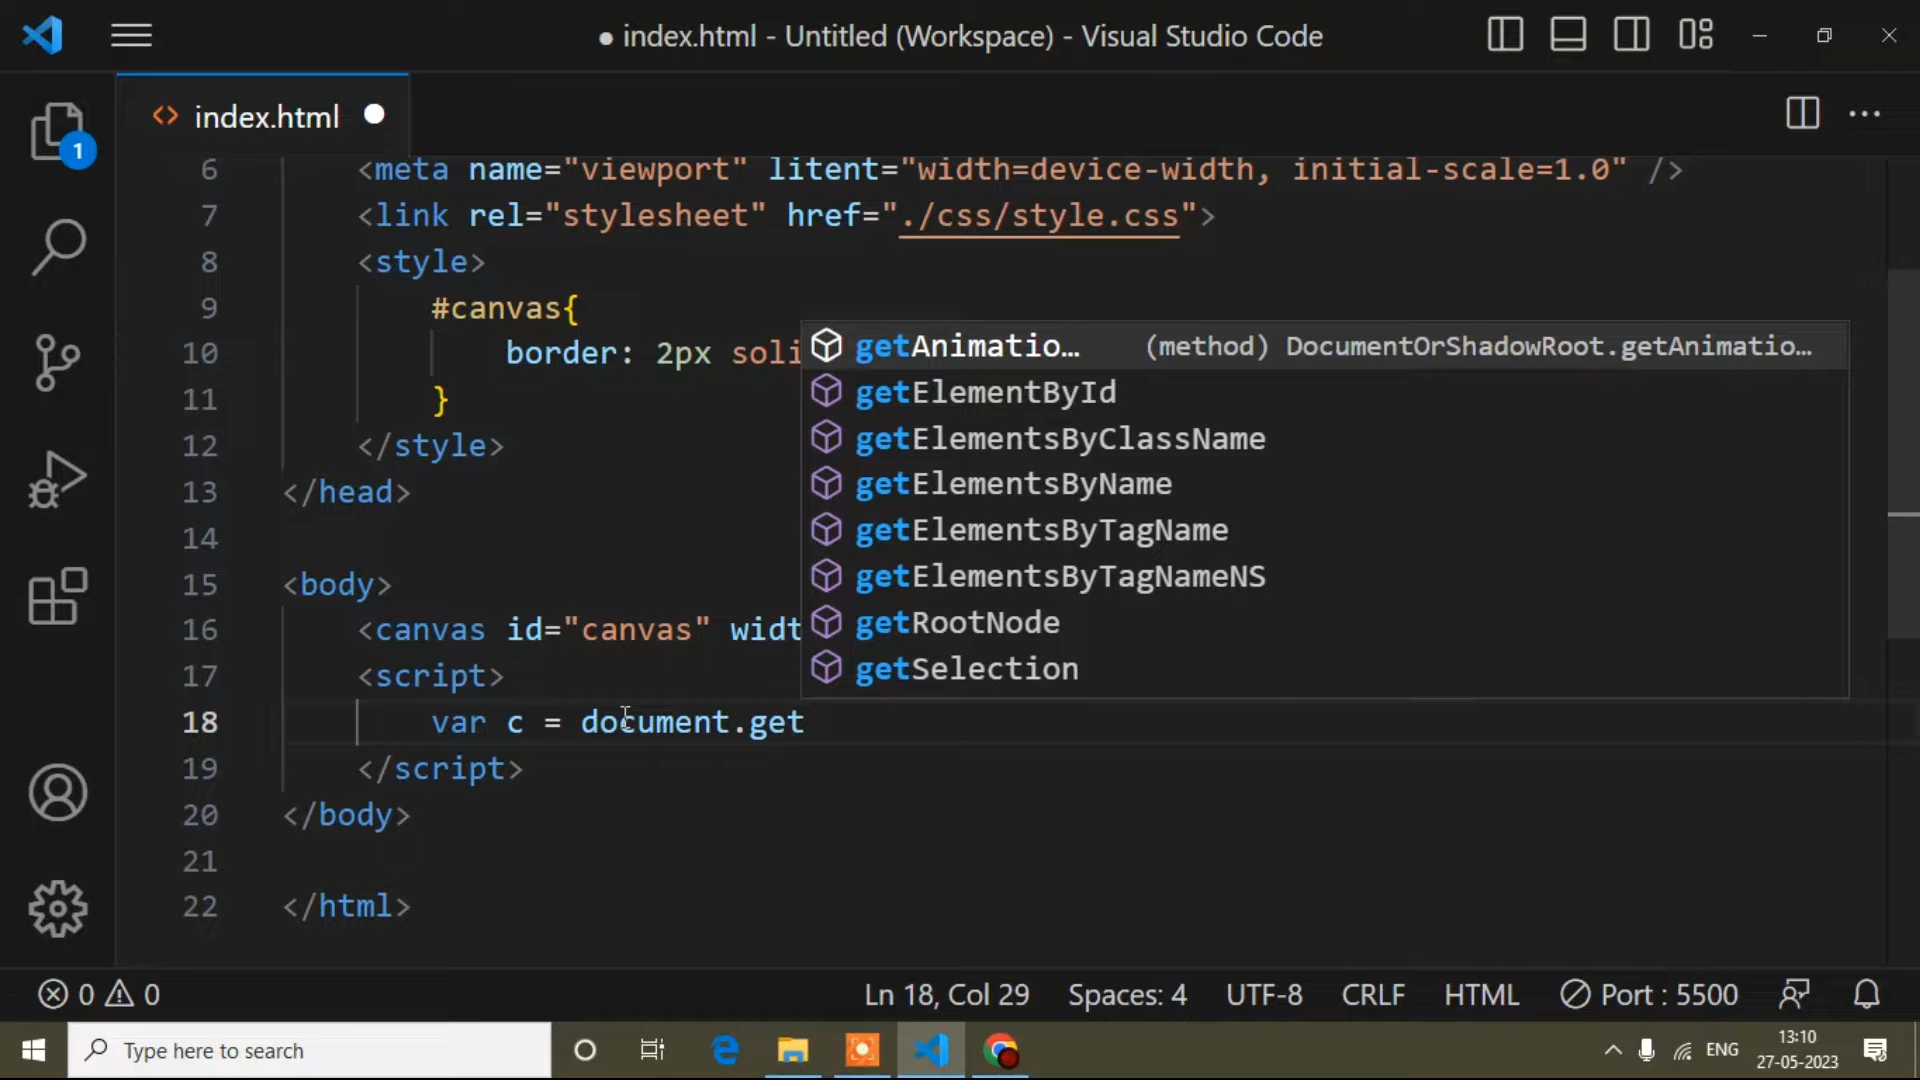 ● index.html - Untitled (Workspace) - Visual Studio Code
index.html
1
6 <meta name="viewport" litent="width=device-width, initial-scale=1.0" />
7 <link rel="stylesheet" href="./css/style.css">
8 <style>
9 #canvas{
10 border: 2px soli
11 }
12 </style>
13 </head>
14
15 <body>
16 <canvas id="canvas" widt
17 <script>
18 var c = document.get
19 </script>
20 </body>
21
22 </html>
getAnimatio… (method) DocumentOrShadowRoot.getAnimatio…
getElementById
getElementsByClassName
getElementsByName
getElementsByTagName
getElementsByTagNameNS
getRootNode
getSelection
0 0 Ln 18, Col 29 Spaces: 4 UTF-8 CRLF HTML Port : 5500
Type here to search
ENG
13:10
27-05-2023